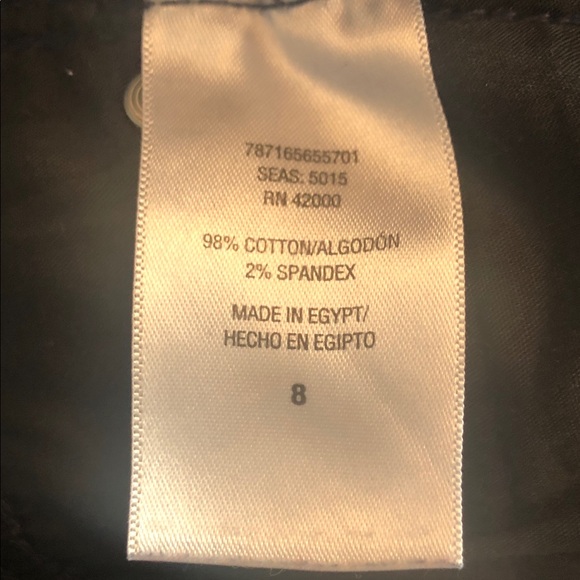 787165655701
SEAS: 5015
RN 42000
98% COTTON/ALGODÓN
2% SPANDEX
MADE IN EGYPT/
HECHO EN EGIPTO
8